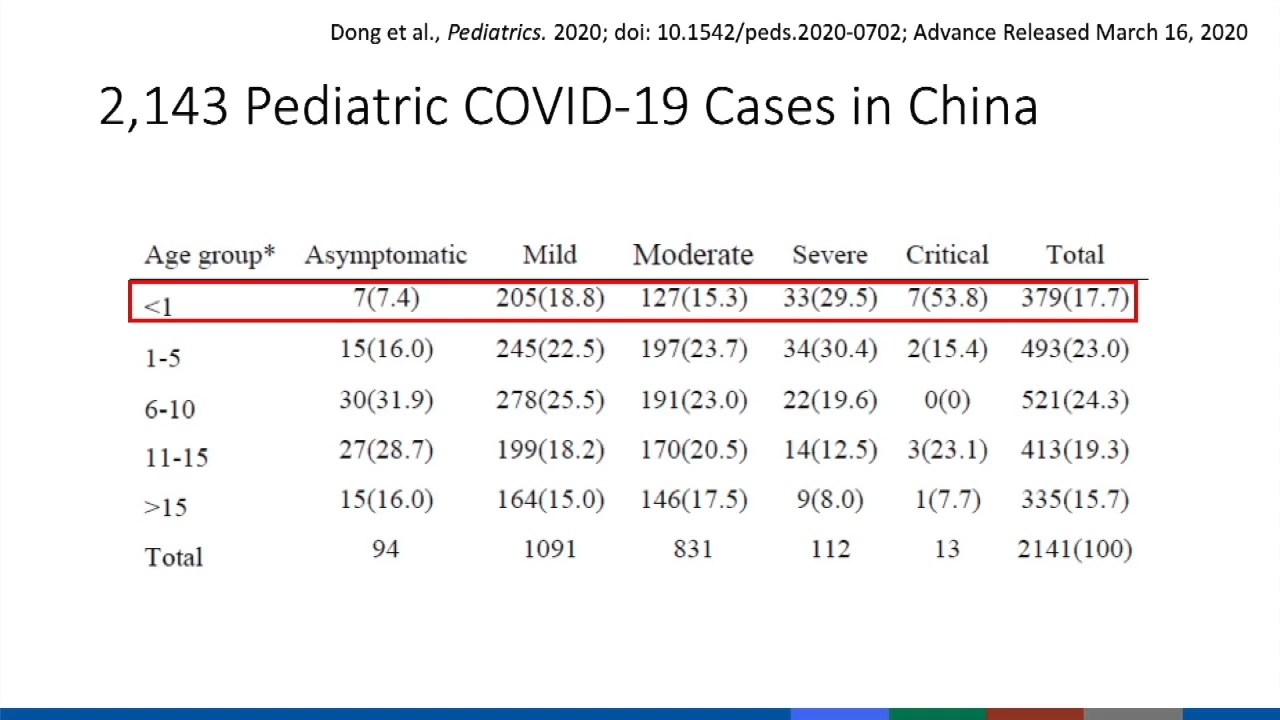 Dong et al., Pediatrics. 2020; doi: 10.1542/peds.2020-0702; Advance Released March 16, 2020
2,143 Pediatric COVID-19 Cases in China
Age group* Asymptomatic Mild Moderate Severe Critical Total
<1 7(7.4) 205(18.8) 127(15.3) 33(29.5) 7(53.8) 379(17.7)
1-5 15(16.0) 245(22.5) 197(23.7) 34(30.4) 2(15.4) 493(23.0)
6-10 30(31.9) 278(25.5) 191(23.0) 22(19.6) 0(0) 521(24.3)
11-15 27(28.7) 199(18.2) 170(20.5) 14(12.5) 3(23.1) 413(19.3)
>15 15(16.0) 164(15.0) 146(17.5) 9(8.0) 1(7.7) 335(15.7)
Total 94 1091 831 112 13 2141(100)